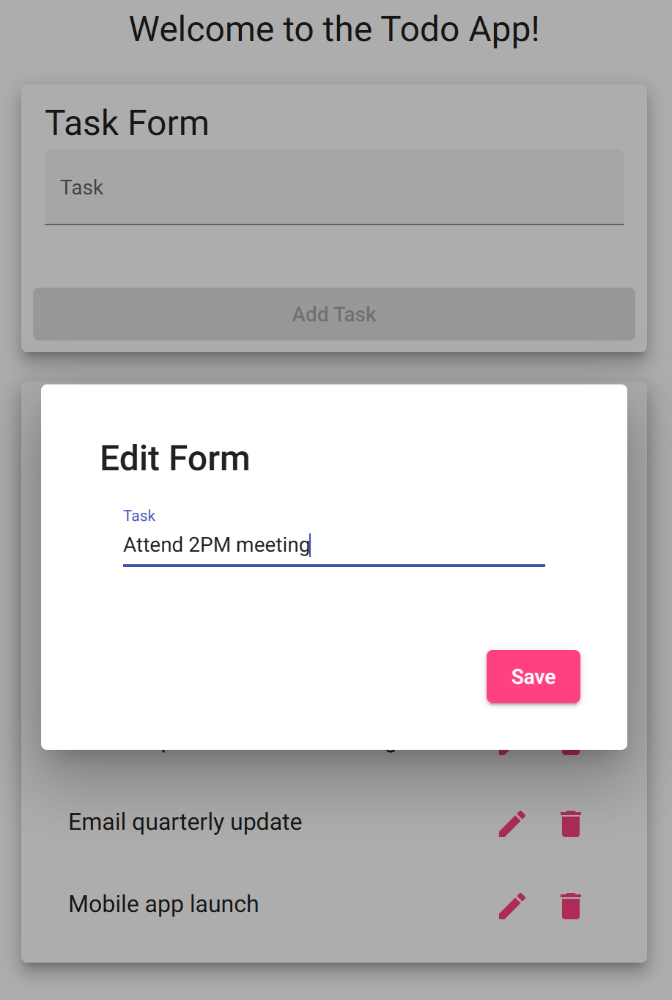 Welcome to the Todo App!
Task Form
Task
Add Task
Edit Form
Task
Attend 2PM meeting
Save
Email quarterly update
Mobile app launch